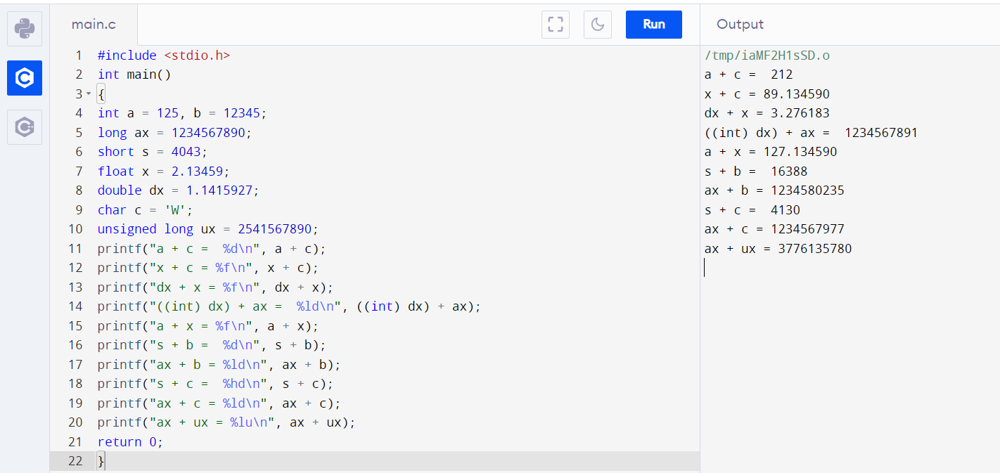 main.c
Run
Output
1 #include <stdio.h>
2 int main()
3 {
4 int a = 125, b = 12345;
5 long ax = 1234567890;
6 short s = 4043;
7 float x = 2.13459;
8 double dx = 1.1415927;
9 char c = 'W';
10 unsigned long ux = 2541567890;
11 printf("a + c =  %d\n", a + c);
12 printf("x + c = %f\n", x + c);
13 printf("dx + x = %f\n", dx + x);
14 printf("((int) dx) + ax =  %ld\n", ((int) dx) + ax);
15 printf("a + x = %f\n", a + x);
16 printf("s + b =  %d\n", s + b);
17 printf("ax + b = %ld\n", ax + b);
18 printf("s + c =  %hd\n", s + c);
19 printf("ax + c = %ld\n", ax + c);
20 printf("ax + ux = %lu\n", ax + ux);
21 return 0;
22 }
/tmp/iaMF2H1sSD.o
a + c =  212
x + c = 89.134590
dx + x = 3.276183
((int) dx) + ax =  1234567891
a + x = 127.134590
s + b =  16388
ax + b = 1234580235
s + c =  4130
ax + c = 1234567977
ax + ux = 3776135780